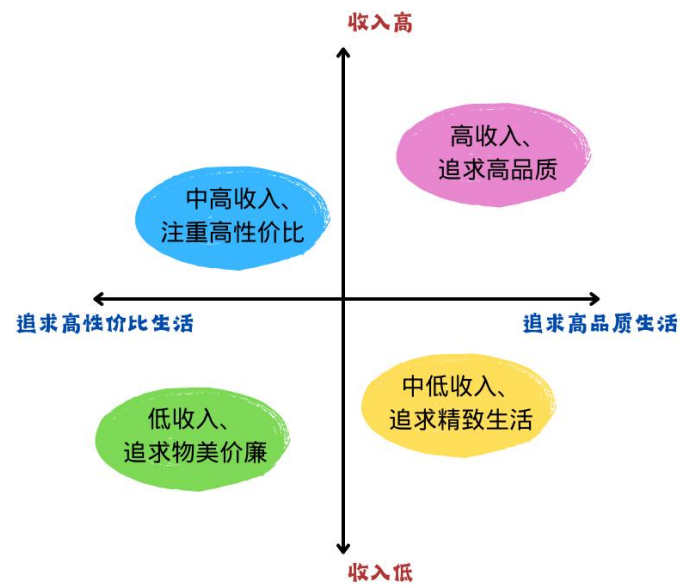 收入高
高收入、
追求高品质
中高收入、
注重高性价比
追求高性价比生活
追求高品质生活
中低收入、
追求精致生活
低收入、
追求物美价廉
收入低